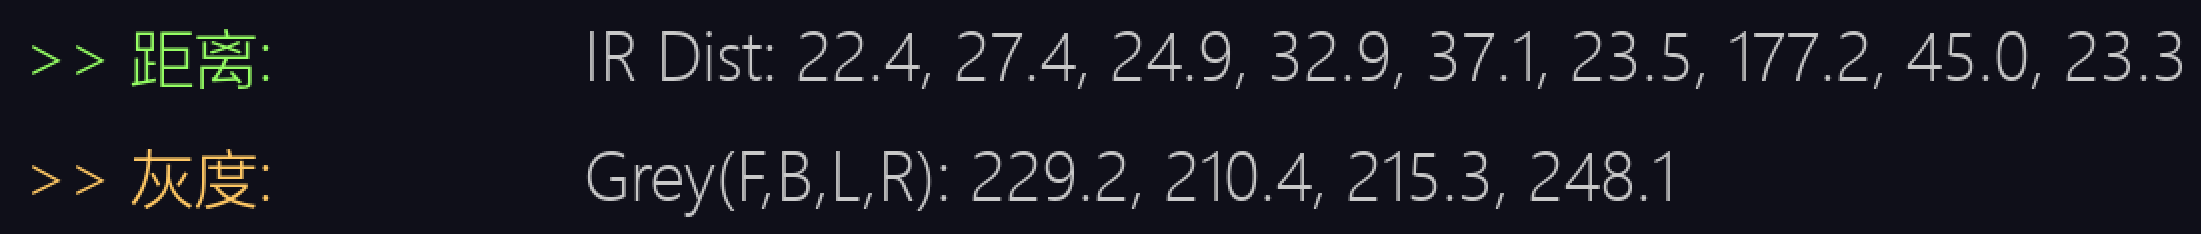 >> 距离: IR Dist: 22.4, 27.4, 24.9, 32.9, 37.1, 23.5, 177.2, 45.0, 23.3
>> 灰度: Grey(F,B,L,R): 229.2, 210.4, 215.3, 248.1